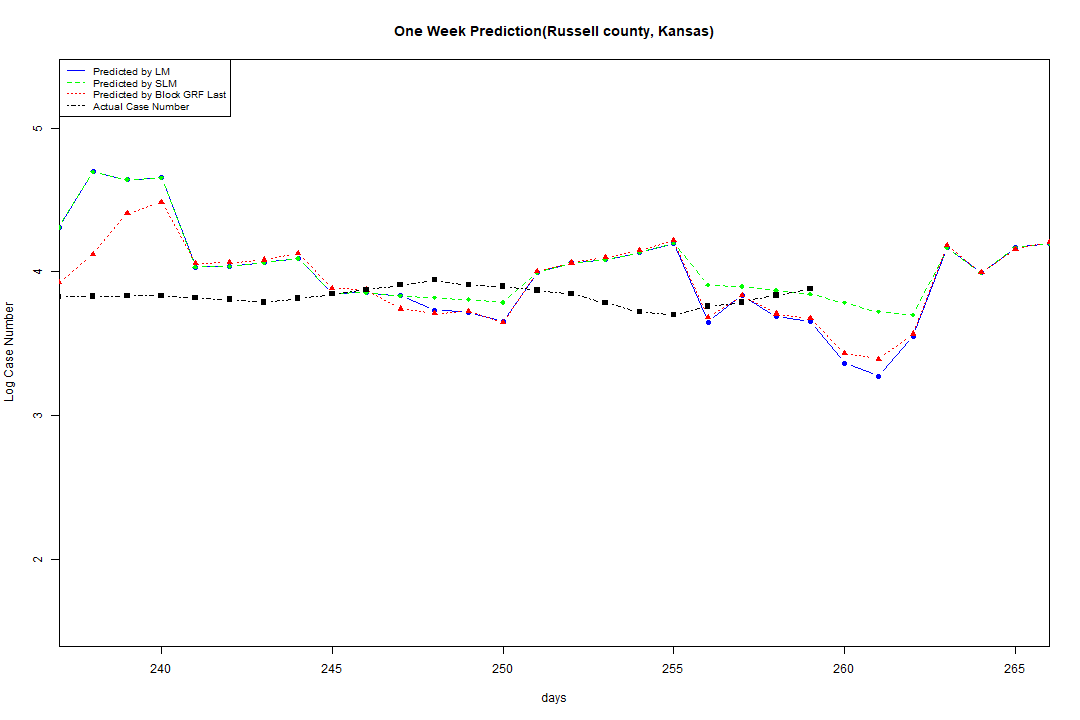 One Week Prediction(Russell county, Kansas)
Predicted by LM
Predicted by SLM
Predicted by Block GRF Last
Actual Case Number
5
4
3
2
Log Case Number
240 245 250 255 260 265
days